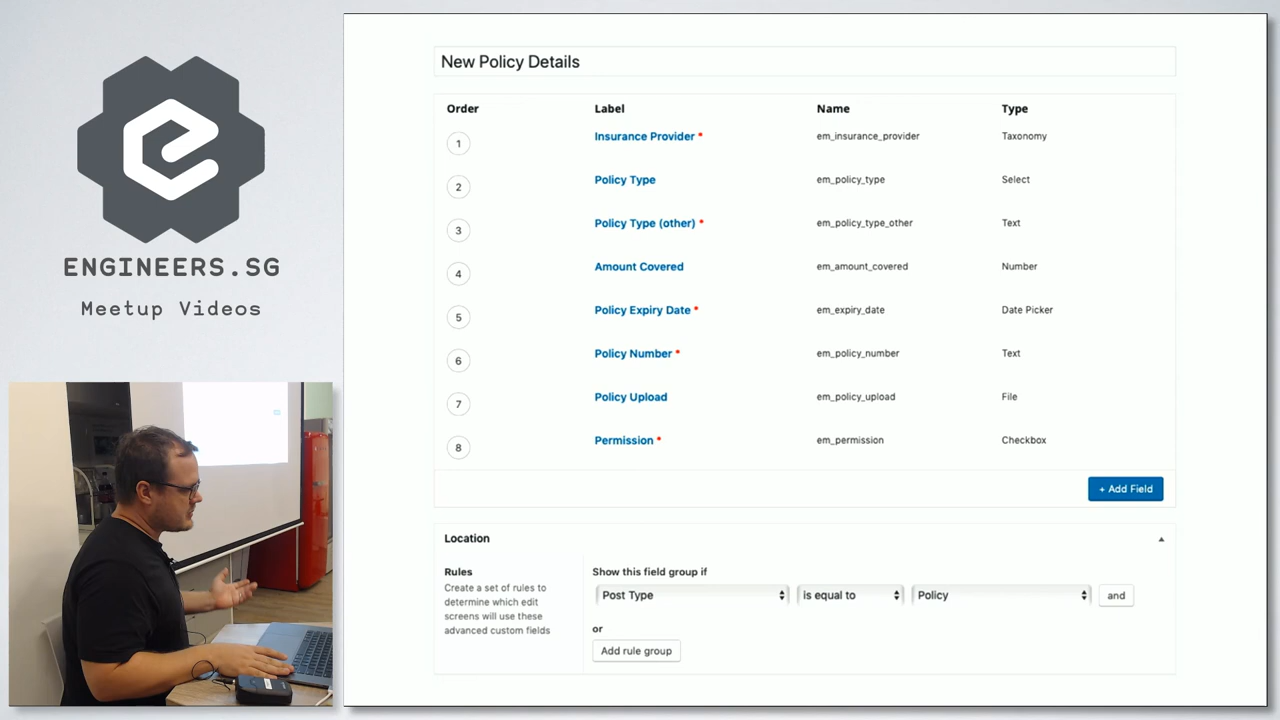 ENGINEERS.SG
Meetup Videos
New Policy Details
Order Label Name Type
1 Insurance Provider * em_insurance_provider Taxonomy
2 Policy Type em_policy_type Select
3 Policy Type (other) * em_policy_type_other Text
4 Amount Covered em_amount_covered Number
5 Policy Expiry Date * em_expiry_date Date Picker
6 Policy Number * em_policy_number Text
7 Policy Upload em_policy_upload File
8 Permission * em_permission Checkbox
+ Add Field
Location
Rules
Create a set of rules to
determine which edit
screens will use these
advanced custom fields
Show this field group if
Post Type is equal to Policy and
or
Add rule group